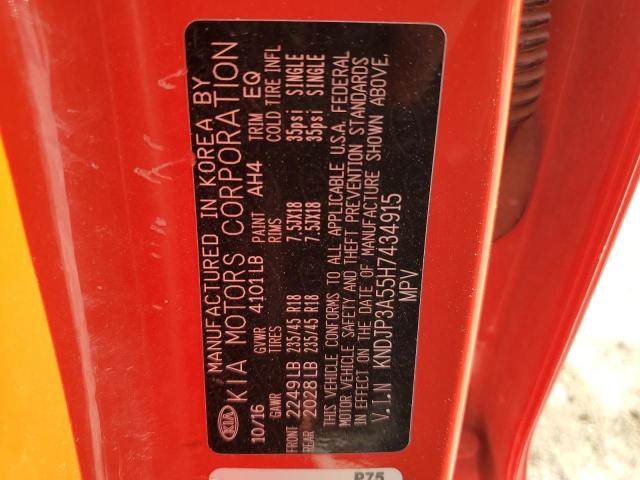 KIA
MANUFACTURED IN KOREA BY
KIA MOTORS CORPORATION
10/16 GVWR 4101LB PAINT AH4 TRIM EQ
GAWR TIRES RIMS COLD TIRE INFL
FRONT 2249LB 235/45 R18 7.5JX18 35psi SINGLE
REAR 2028LB 235/45 R18 7.5JX18 35psi SINGLE
THIS VEHICLE CONFORMS TO ALL APPLICABLE U.S.A. FEDERAL
MOTOR VEHICLE SAFETY AND THEFT PREVENTION STANDARDS
IN EFFECT ON THE DATE OF MANUFACTURE SHOWN ABOVE.
V.I.N KNDJP3A55H7434915
MPV
P75